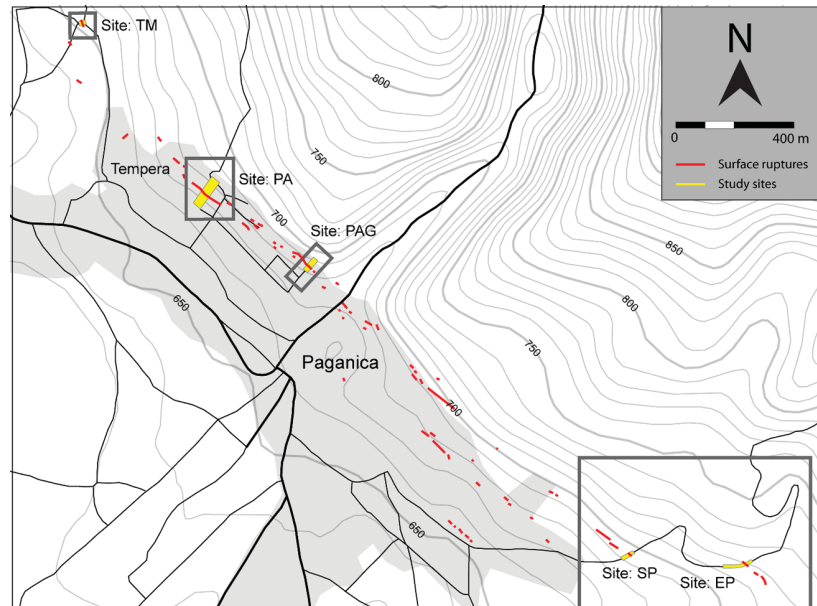 Site: TM
800
N
750
0
400 m
Surface ruptures
Study sites
Tempera
Site: PA
700
Site: PAG
850
650
800
Paganica
750
700
650
Site: SP
Site: EP